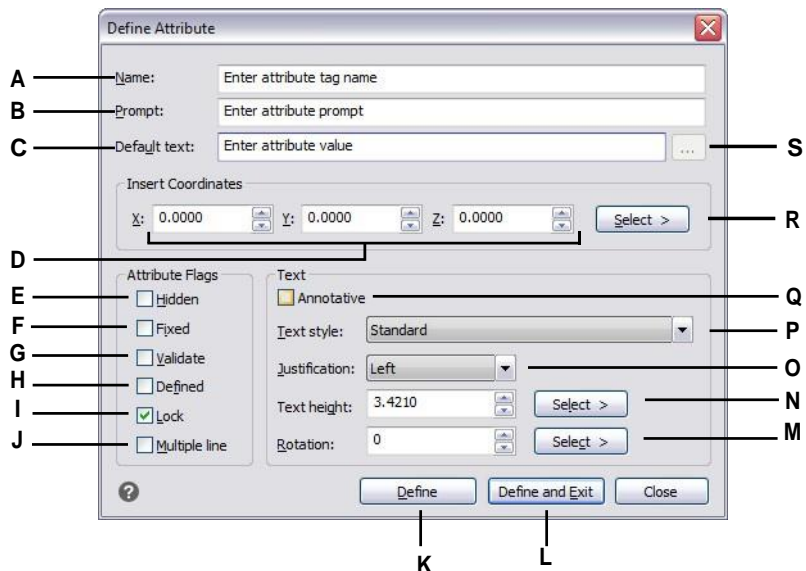 Define Attribute
A Name: Enter attribute tag name
B Prompt: Enter attribute prompt
C Default text: Enter attribute value ... S
Insert Coordinates
X: 0.0000 Y: 0.0000 Z: 0.0000 Select > R
D
Attribute Flags Text
E Hidden Annotative Q
F Fixed Text style: Standard P
G Validate
H Defined Justification: Left O
I Lock Text height: 3.4210 Select > N
J Multiple line Rotation: 0 Select > M
? Define Define and Exit Close
K L